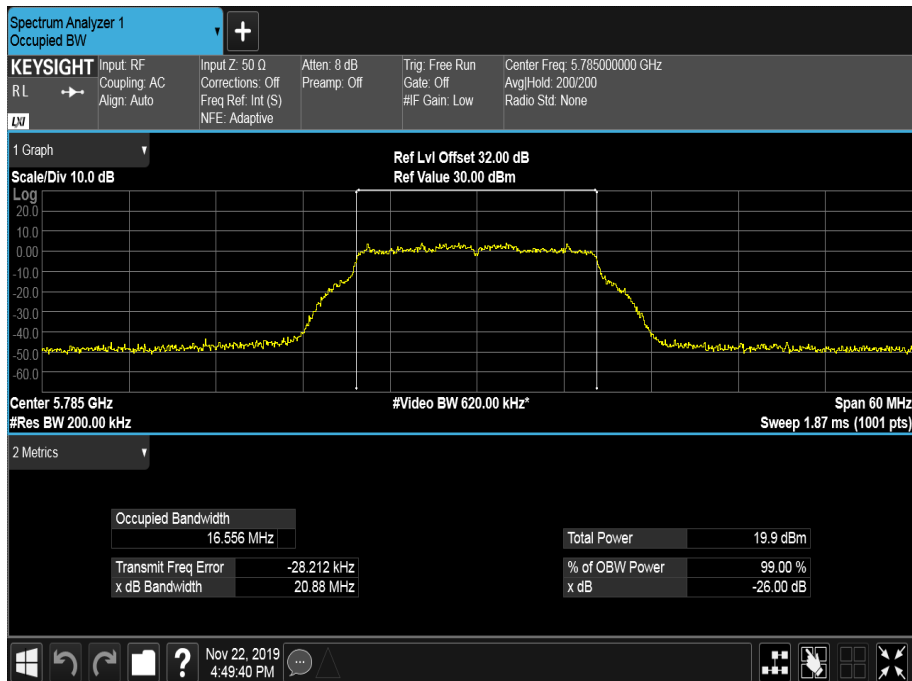 Spectrum Analyzer 1
Occupied BW
+
KEYSIGHT
RL
LXI
Input: RF
Coupling: AC
Align: Auto
Input Z: 50 Ω
Corrections: Off
Freq Ref: Int (S)
NFE: Adaptive
Atten: 8 dB
Preamp: Off
Trig: Free Run
Gate: Off
#IF Gain: Low
Center Freq: 5.785000000 GHz
Avg|Hold: 200/200
Radio Std: None
1 Graph
Scale/Div 10.0 dB
Ref Lvl Offset 32.00 dB
Ref Value 30.00 dBm
Log
20.0
10.0
0.00
-10.0
-20.0
-30.0
-40.0
-50.0
-60.0
Center 5.785 GHz
#Video BW 620.00 kHz*
Span 60 MHz
#Res BW 200.00 kHz
Sweep 1.87 ms (1001 pts)
2 Metrics
Occupied Bandwidth
16.556 MHz
Total Power 19.9 dBm
Transmit Freq Error -28.212 kHz
% of OBW Power 99.00 %
x dB Bandwidth 20.88 MHz
x dB -26.00 dB
?
Nov 22, 2019
4:49:40 PM